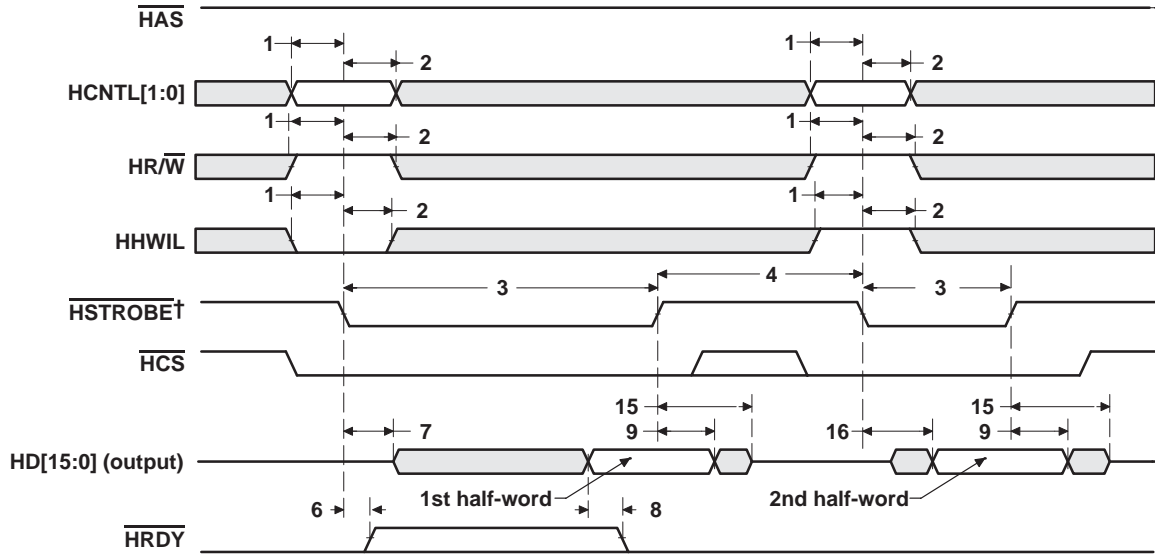 HAS
1
2
1
2
HCNTL[1:0]
1
2
1
2
HR/W
1
2
1
2
HHWIL
3
4
3
HSTROBE†
HCS
15
15
7
9
16
9
HD[15:0] (output)
1st half-word
2nd half-word
6
8
HRDY